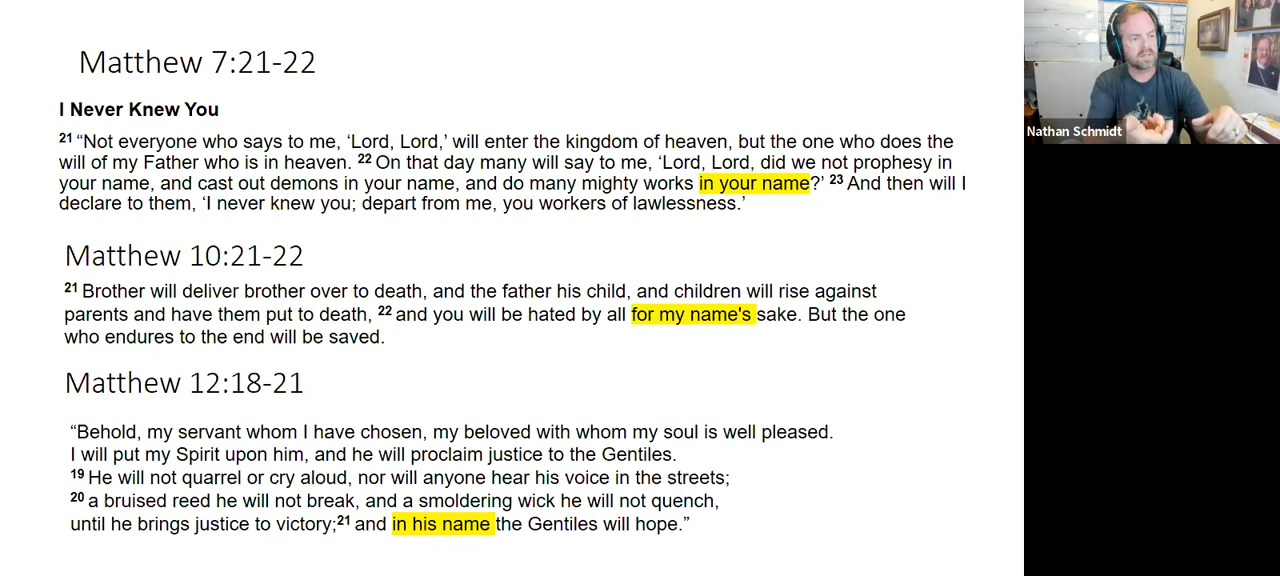 Matthew 7:21-22
I Never Knew You
21 “Not everyone who says to me, ‘Lord, Lord,’ will enter the kingdom of heaven, but the one who does the
will of my Father who is in heaven. 22 On that day many will say to me, ‘Lord, Lord, did we not prophesy in
your name, and cast out demons in your name, and do many mighty works in your name?’ 23 And then will I
declare to them, ‘I never knew you; depart from me, you workers of lawlessness.’
Matthew 10:21-22
21 Brother will deliver brother over to death, and the father his child, and children will rise against
parents and have them put to death, 22 and you will be hated by all for my name's sake. But the one
who endures to the end will be saved.
Matthew 12:18-21
“Behold, my servant whom I have chosen, my beloved with whom my soul is well pleased.
I will put my Spirit upon him, and he will proclaim justice to the Gentiles.
19 He will not quarrel or cry aloud, nor will anyone hear his voice in the streets;
20 a bruised reed he will not break, and a smoldering wick he will not quench,
until he brings justice to victory;21 and in his name the Gentiles will hope.”
Nathan Schmidt